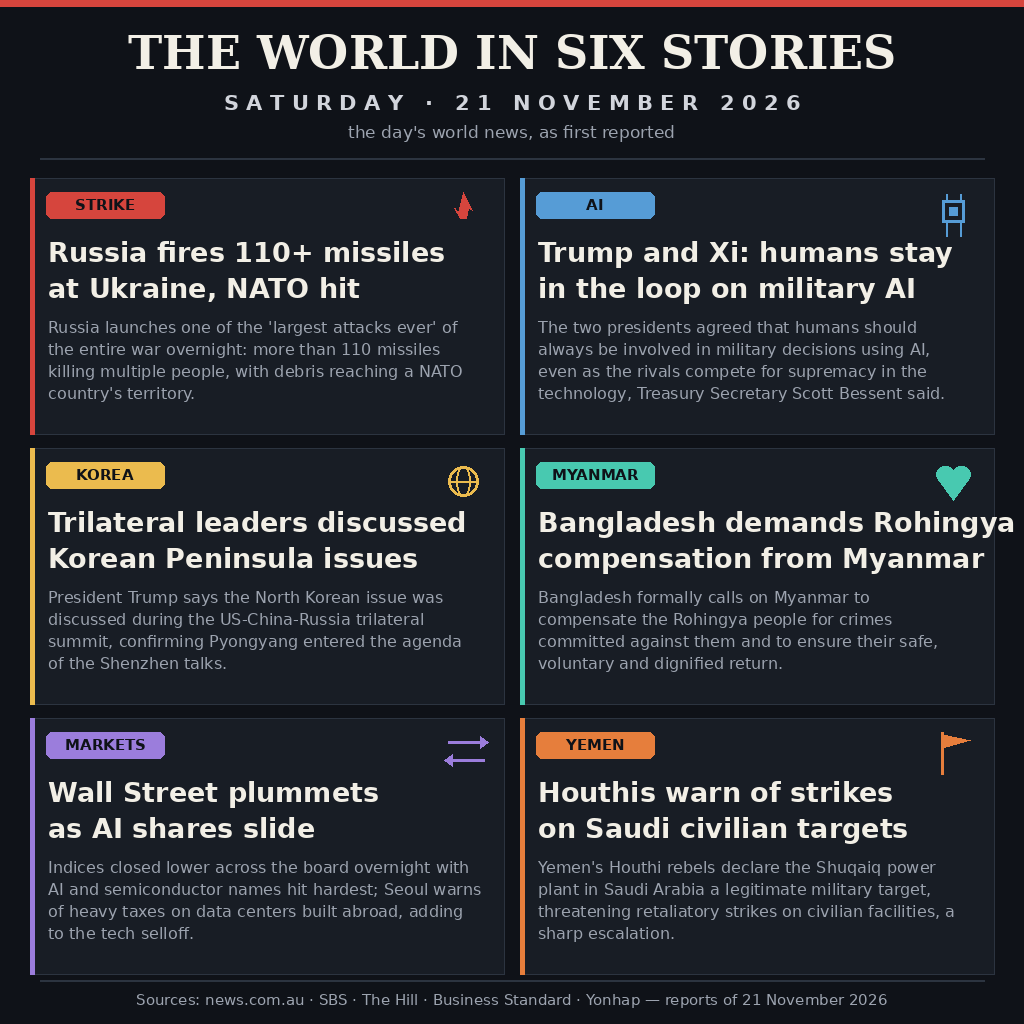 THE WORLD IN SIX STORIES
SATURDAY · 21 NOVEMBER 2026
the day's world news, as first reported
STRIKE
Russia fires 110+ missiles
at Ukraine, NATO hit
Russia launches one of the 'largest attacks ever' of
the entire war overnight: more than 110 missiles
killing multiple people, with debris reaching a NATO
country's territory.
AI
Trump and Xi: humans stay
in the loop on military AI
The two presidents agreed that humans should
always be involved in military decisions using AI,
even as the rivals compete for supremacy in the
technology, Treasury Secretary Scott Bessent said.
KOREA
Trilateral leaders discussed
Korean Peninsula issues
President Trump says the North Korean issue was
discussed during the US-China-Russia trilateral
summit, confirming Pyongyang entered the agenda
of the Shenzhen talks.
MYANMAR
Bangladesh demands Rohingya
compensation from Myanmar
Bangladesh formally calls on Myanmar to
compensate the Rohingya people for crimes
committed against them and to ensure their safe,
voluntary and dignified return.
MARKETS
Wall Street plummets
as AI shares slide
Indices closed lower across the board overnight with
AI and semiconductor names hit hardest; Seoul warns
of heavy taxes on data centers built abroad, adding
to the tech selloff.
YEMEN
Houthis warn of strikes
on Saudi civilian targets
Yemen's Houthi rebels declare the Shuqaiq power
plant in Saudi Arabia a legitimate military target,
threatening retaliatory strikes on civilian facilities, a
sharp escalation.
Sources: news.com.au · SBS · The Hill · Business Standard · Yonhap — reports of 21 November 2026